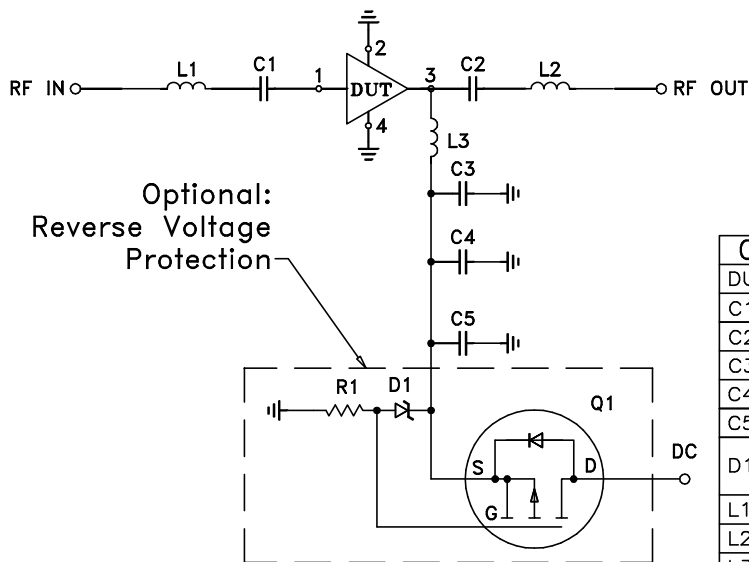 RF IN
L1
C1
1
2
DUT
4
3
C2
L2
RF OUT
L3
C3
C4
C5
Optional:
Reverse Voltage
Protection
R1
D1
Q1
S
D
G
DC
C1
C2
C3
C4
C5
D1
L1
L2